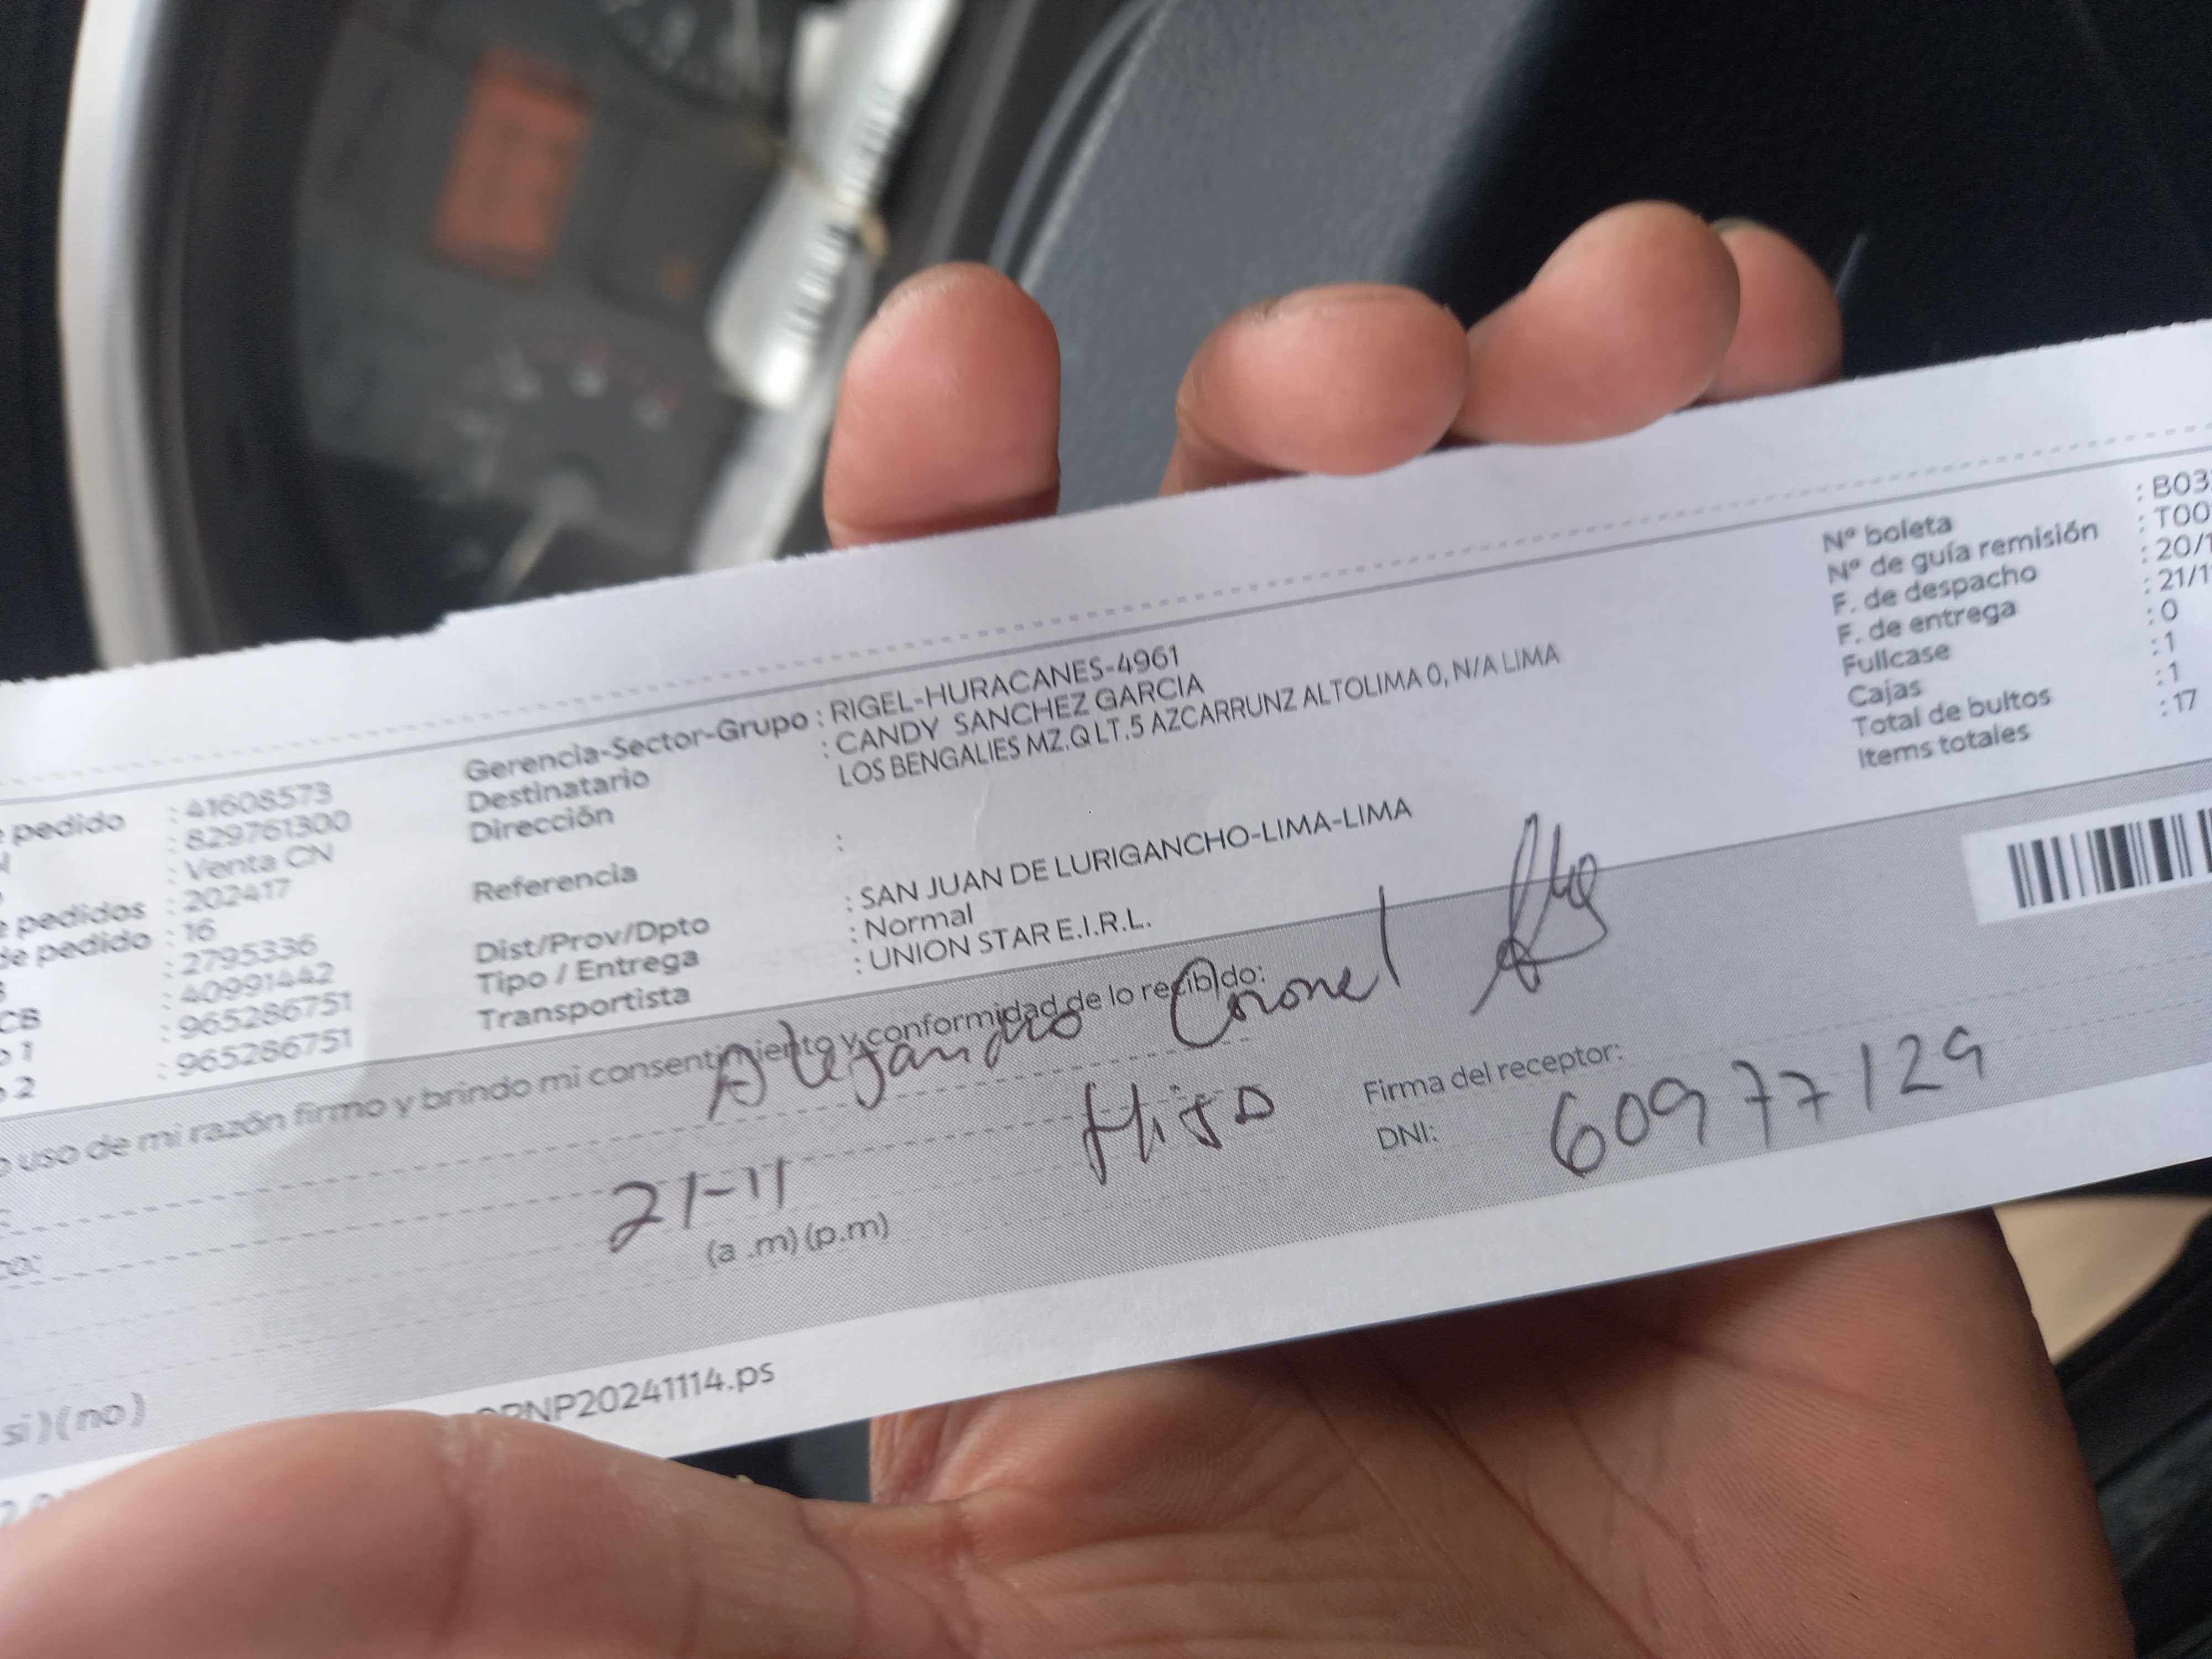 Gerencia-Sector-Grupo : RIGEL-HURACANES-4961
Destinatario : CANDY SANCHEZ GARCIA
Dirección LOS BENGALIES MZ.Q LT.5 AZCARRUNZ ALTOLIMA 0, N/A LIMA
Referencia :
Dist/Prov/Dpto : SAN JUAN DE LURIGANCHO-LIMA-LIMA
Tipo / Entrega : Normal
Transportista : UNION STAR E.I.R.L.
pedido : 41608573
: 829761300
: Venta CN
pedidos : 202417
de pedido : 16
: 2795336
CB : 40991442
1 : 965286751
2 : 965286751
Nº boleta : B03
Nº de guía remisión : T00
F. de despacho : 20/1
F. de entrega : 21/1
Fullcase : 0
Cajas : 1
Total de bultos : 1
Items totales : 17
uso de mi razón firmo y brindo mi consentimiento y conformidad de lo recibido:
Alejandro Coronel
Hijo
21-11
(a .m) (p.m)
Firma del receptor:
DNI: 60977129
si ) ( no )
PNP20241114.ps